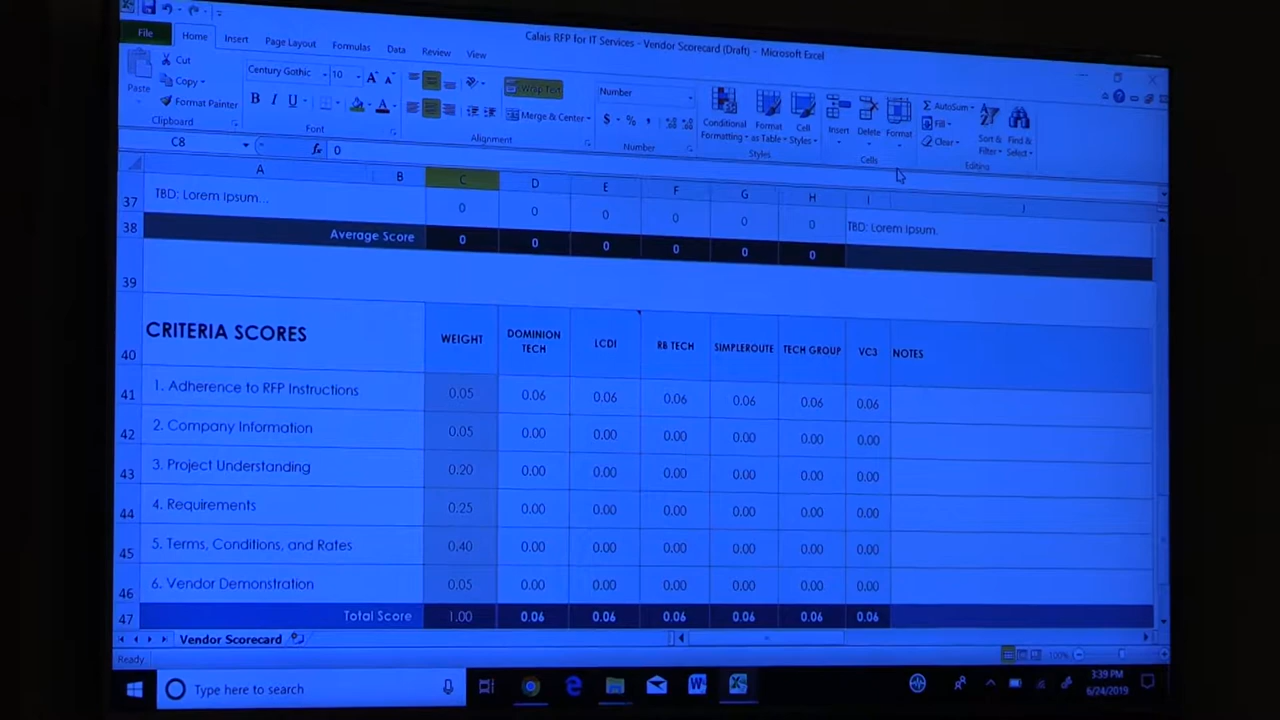 Calais RFP for IT Services - Vendor Scorecard (Draft) - Microsoft Excel
File Home Insert Page Layout Formulas Data Review View
Cut
Copy
Format Painter
Paste
Clipboard
Century Gothic 10
B I U
Font
Wrap Text
Merge & Center
Alignment
Number
$ % ,
Number
Conditional Formatting
Format as Table
Cell Styles
Styles
Insert Delete Format
Cells
Σ AutoSum
Fill
Clear
Sort & Filter
Find & Select
Editing
C8 fx 0
A B C D E F G H I J
37 TBD: Lorem Ipsum... 0 0 0 0 0 0 TBD: Lorem Ipsum.
38 Average Score 0 0 0 0 0 0
39
40 CRITERIA SCORES WEIGHT DOMINION TECH LCDI RB TECH SIMPLEROUTE TECH GROUP VC3 NOTES
41 1. Adherence to RFP Instructions 0.05 0.06 0.06 0.06 0.06 0.06 0.06
42 2. Company Information 0.05 0.00 0.00 0.00 0.00 0.00 0.00
43 3. Project Understanding 0.20 0.00 0.00 0.00 0.00 0.00 0.00
44 4. Requirements 0.25 0.00 0.00 0.00 0.00 0.00 0.00
45 5. Terms, Conditions, and Rates 0.40 0.00 0.00 0.00 0.00 0.00 0.00
46 6. Vendor Demonstration 0.05 0.00 0.00 0.00 0.00 0.00 0.00
47 Total Score 1.00 0.06 0.06 0.06 0.06 0.06 0.06
Vendor Scorecard
Ready 100%
Type here to search
3:39 PM
6/24/2019